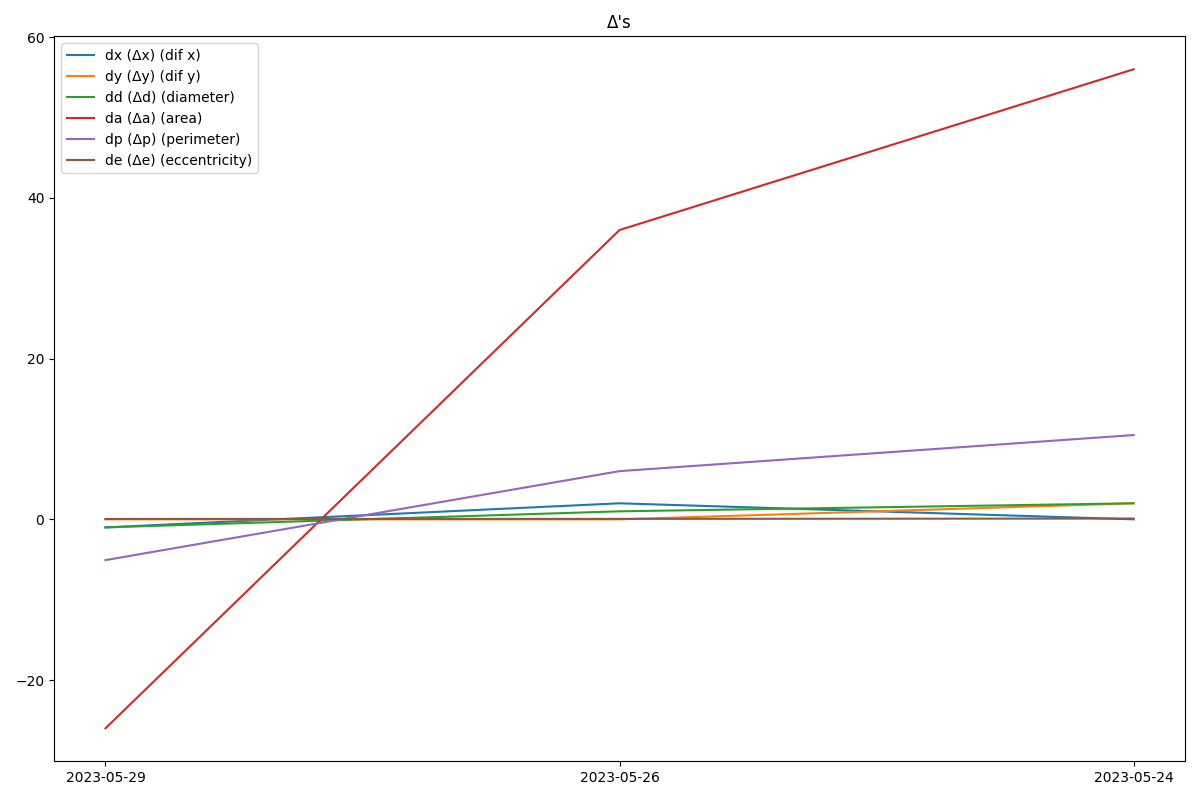 Δ's
dx (Δx) (dif x)
dy (Δy) (dif y)
dd (Δd) (diameter)
da (Δa) (area)
dp (Δp) (perimeter)
de (Δe) (eccentricity)
60
40
20
0
−20
2023-05-29
2023-05-26
2023-05-24